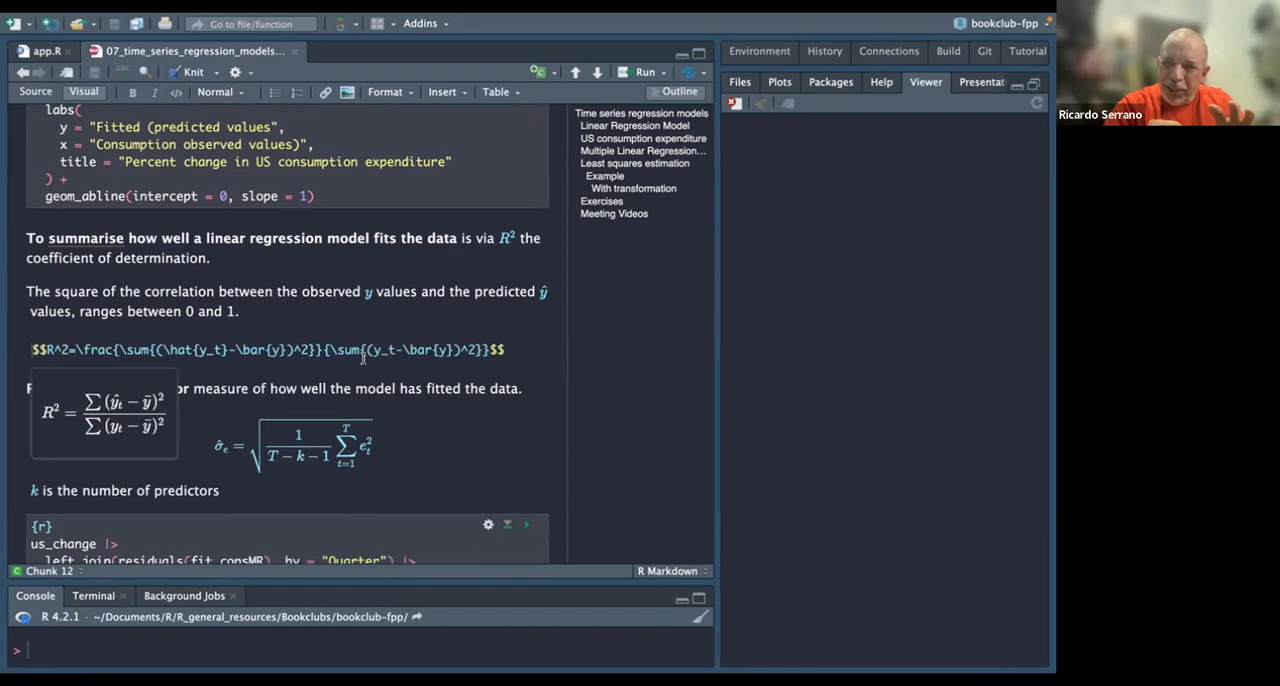 Go to file/function
Addins
bookclub-fpp
app.R
07_time_series_regression_models...
Knit
Run
Source Visual
B I </> Normal Format Insert Table Outline
labs(
y = "Fitted (predicted values",
x = "Consumption observed values)",
title = "Percent change in US consumption expenditure"
) +
geom_abline(intercept = 0, slope = 1)
To summarise how well a linear regression model fits the data is via R² the
coefficient of determination.
The square of the correlation between the observed y values and the predicted ŷ
values, ranges between 0 and 1.
$$R^2=\frac{\sum{(\hat{y_t}-\bar{y})^2}}{\sum{(y_t-\bar{y})^2}}$$
or measure of how well the model has fitted the data.
R² = ∑(ŷₜ − ȳ)² / ∑(yₜ − ȳ)²
σ̂ₑ = √(1/(T − k − 1) ∑ₜ₌₁ᵀ eₜ²)
k is the number of predictors
{r}
us_change |>
left_join(residuals(fit_consMR), by = "Quarter") |>
Chunk 12
R Markdown
Time series regression models
Linear Regression Model
US consumption expenditure
Multiple Linear Regression...
Least squares estimation
Example
With transformation
Exercises
Meeting Videos
Console Terminal Background Jobs
R 4.2.1 · ~/Documents/R/R_general_resources/Bookclubs/bookclub-fpp/
>
Environment History Connections Build Git Tutorial
Files Plots Packages Help Viewer Presentat
Ricardo Serrano